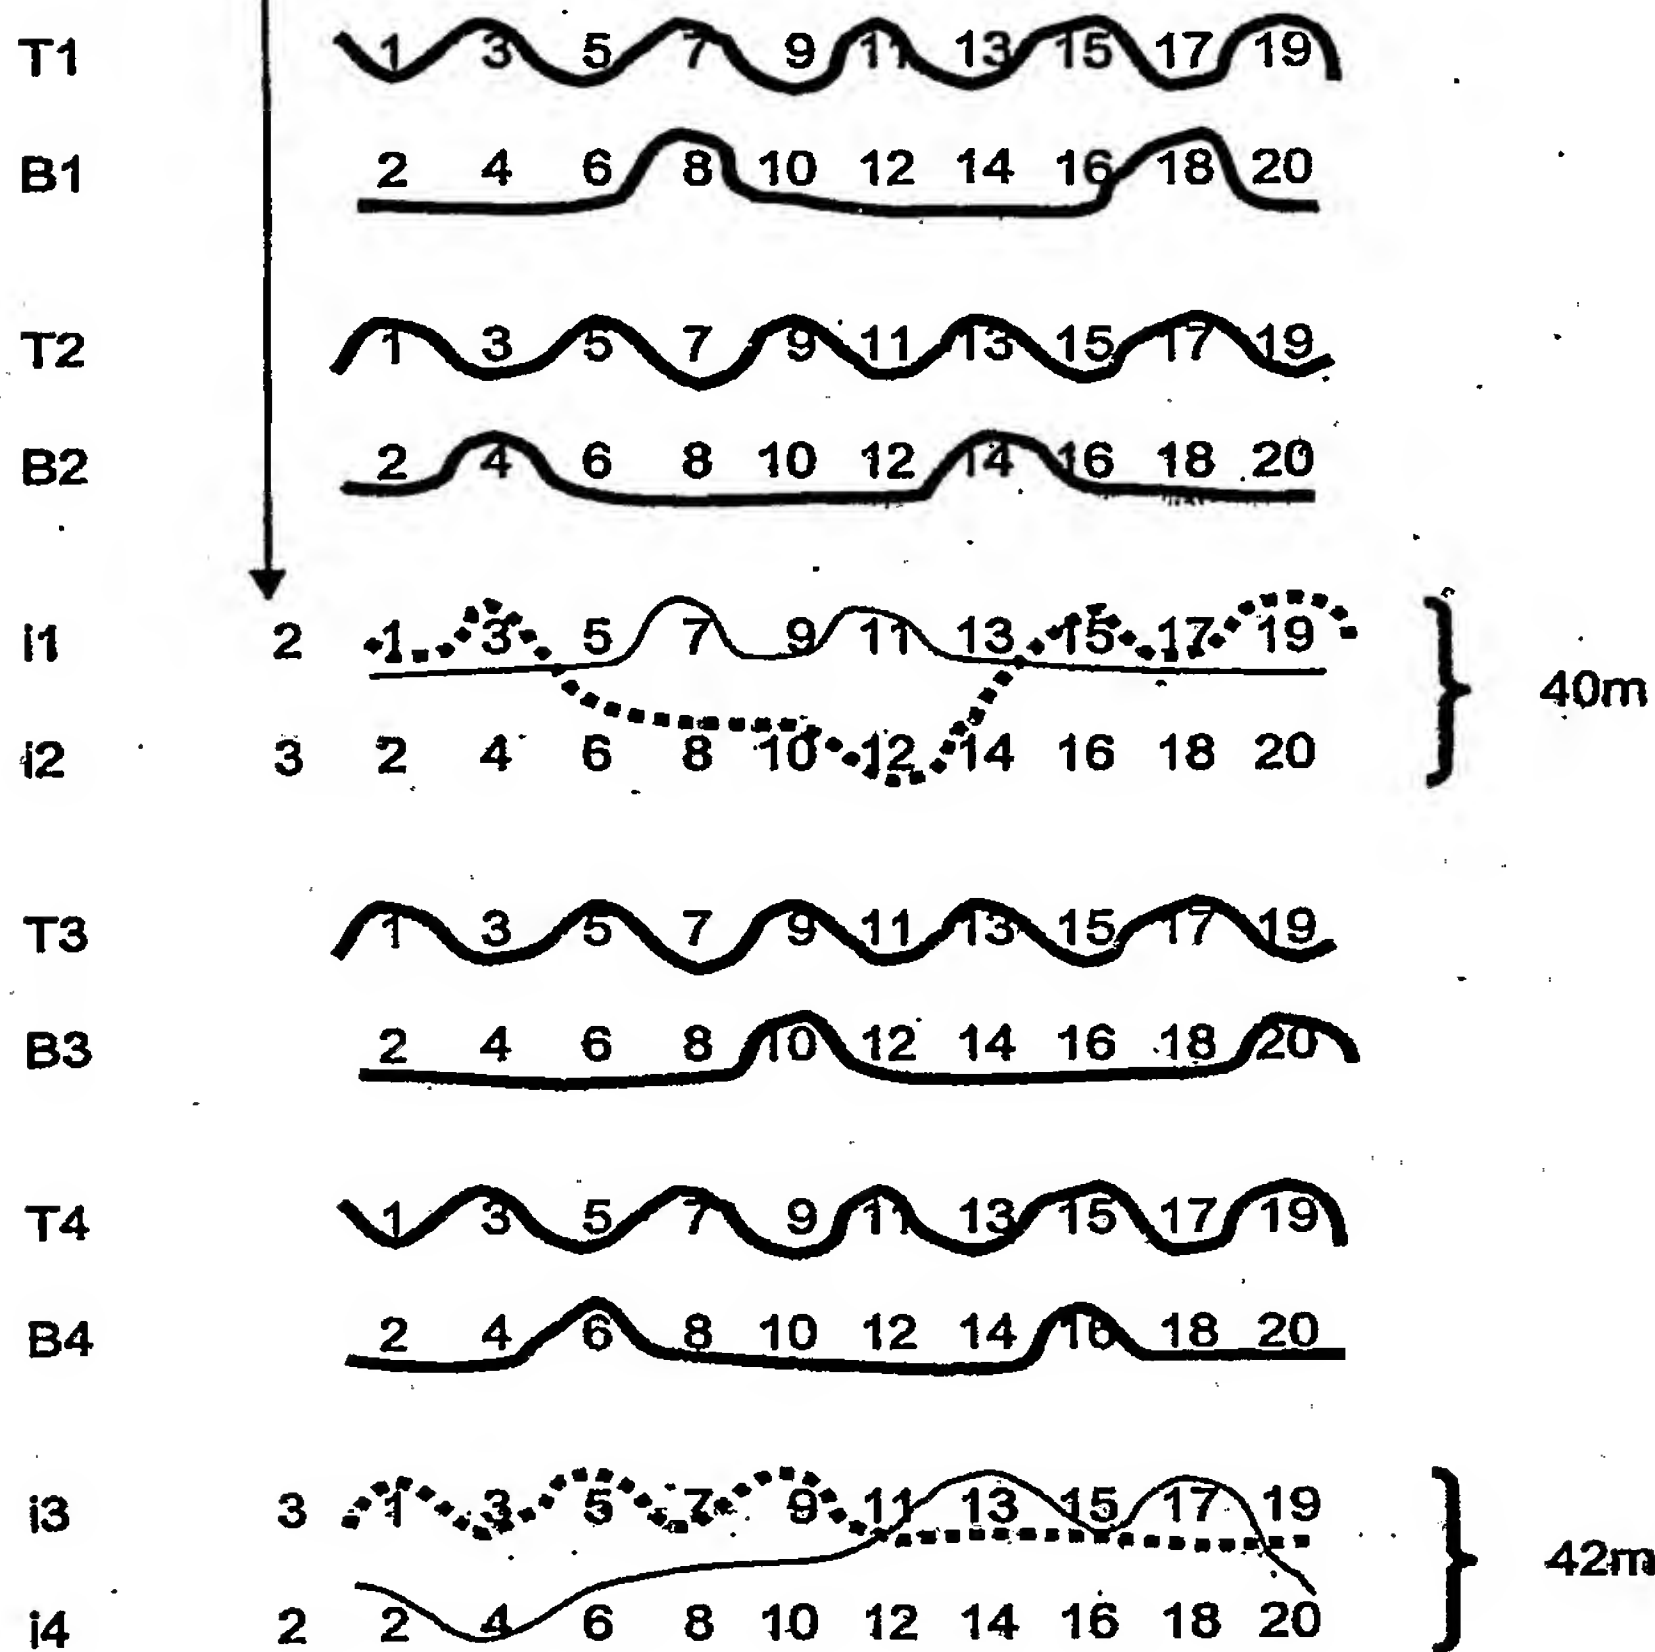 T1 1 3 5 7 9 11 13 15 17 19
B1 2 4 6 8 10 12 14 16 18 20
T2 1 3 5 7 9 11 13 15 17 19
B2 2 4 6 8 10 12 14 16 18 20
i1 2 1 3 5 7 9 11 13 15 17 19
40m
i2 3 2 4 6 8 10 12 14 16 18 20
T3 1 3 5 7 9 11 13 15 17 19
B3 2 4 6 8 10 12 14 16 18 20
T4 1 3 5 7 9 11 13 15 17 19
B4 2 4 6 8 10 12 14 16 18 20
i3 3 1 3 5 7 9 11 13 15 17 19
42m
i4 2 2 4 6 8 10 12 14 16 18 20